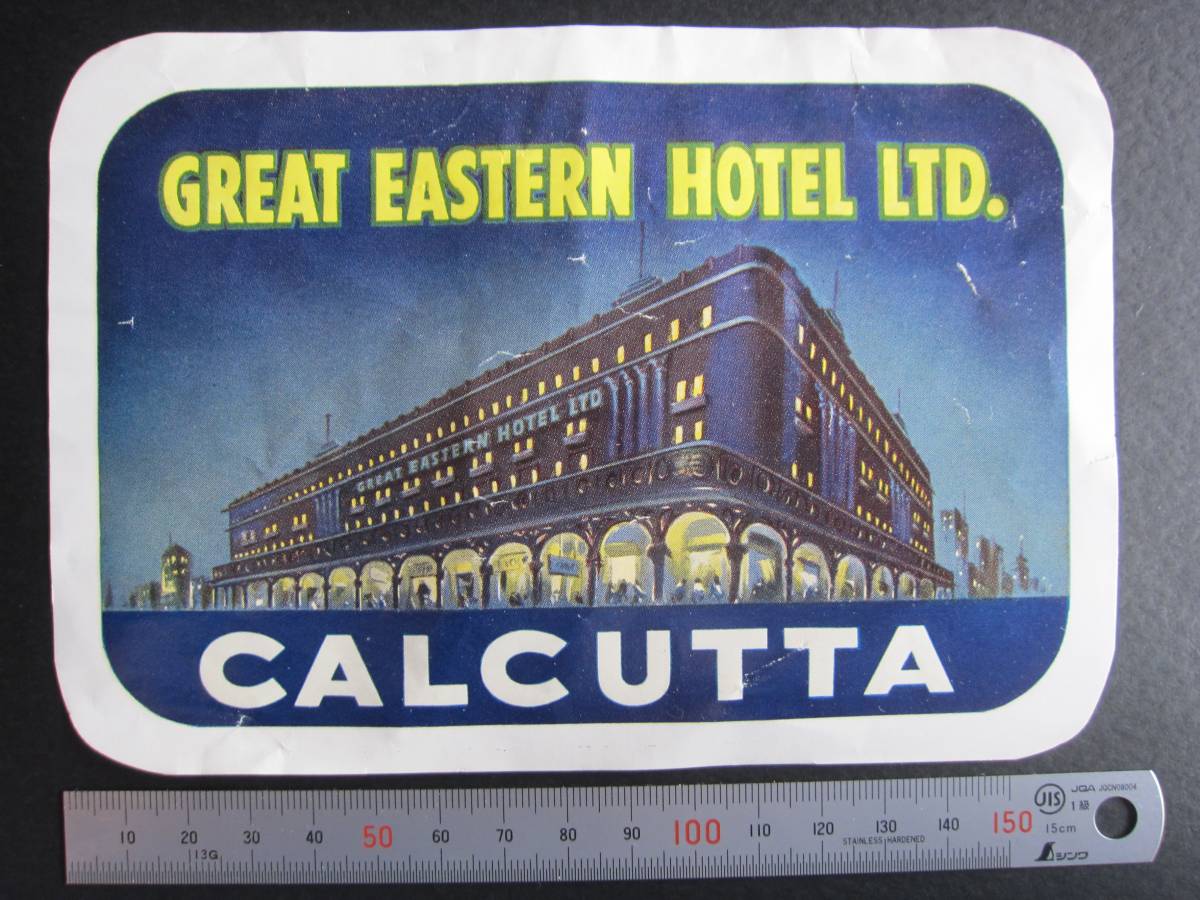 GREAT EASTERN HOTEL LTD.
GREAT EASTERN HOTEL LTD
CALCUTTA
10 20 30 40 50 60 70 80 90 100 110 120 130 140 150
13G
STAINLESS HARDENED
JIS
JQA JQCN08004
1級
15cm
シンワ